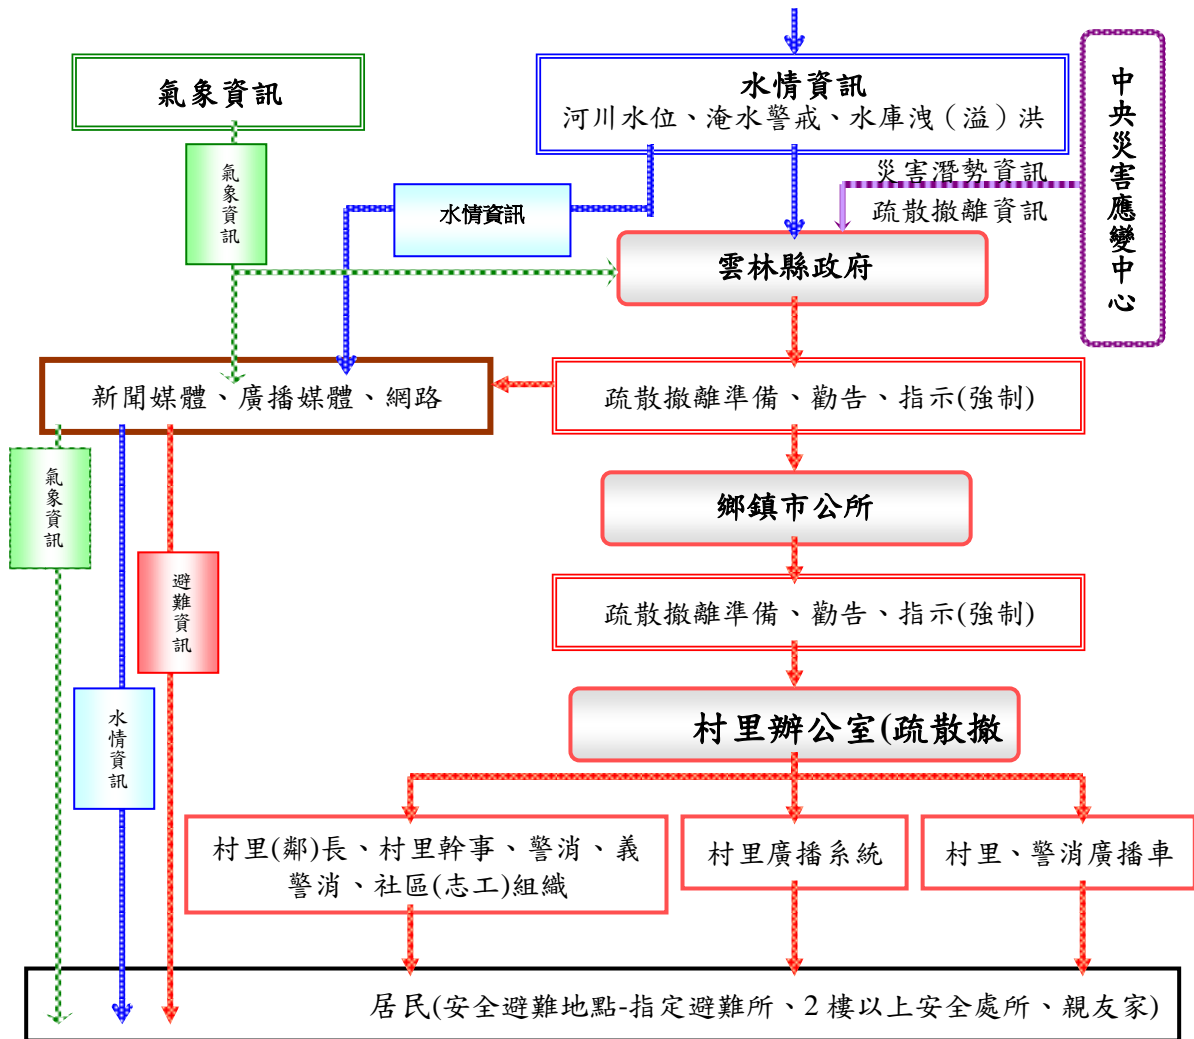 氣象資訊
水情資訊
河川水位、淹水警戒、水庫洩（溢）洪
中央災害應變中心
氣象資訊
水情資訊
災害潛勢資訊
疏散撤離資訊
雲林縣政府
新聞媒體、廣播媒體、網路
疏散撤離準備、勸告、指示(強制)
氣象資訊
鄉鎮市公所
避難資訊
疏散撤離準備、勸告、指示(強制)
水情資訊
村里辦公室(疏散撤
村里(鄰)長、村里幹事、警消、義
警消、社區(志工)組織
村里廣播系統
村里、警消廣播車
居民(安全避難地點-指定避難所、2 樓以上安全處所、親友家)